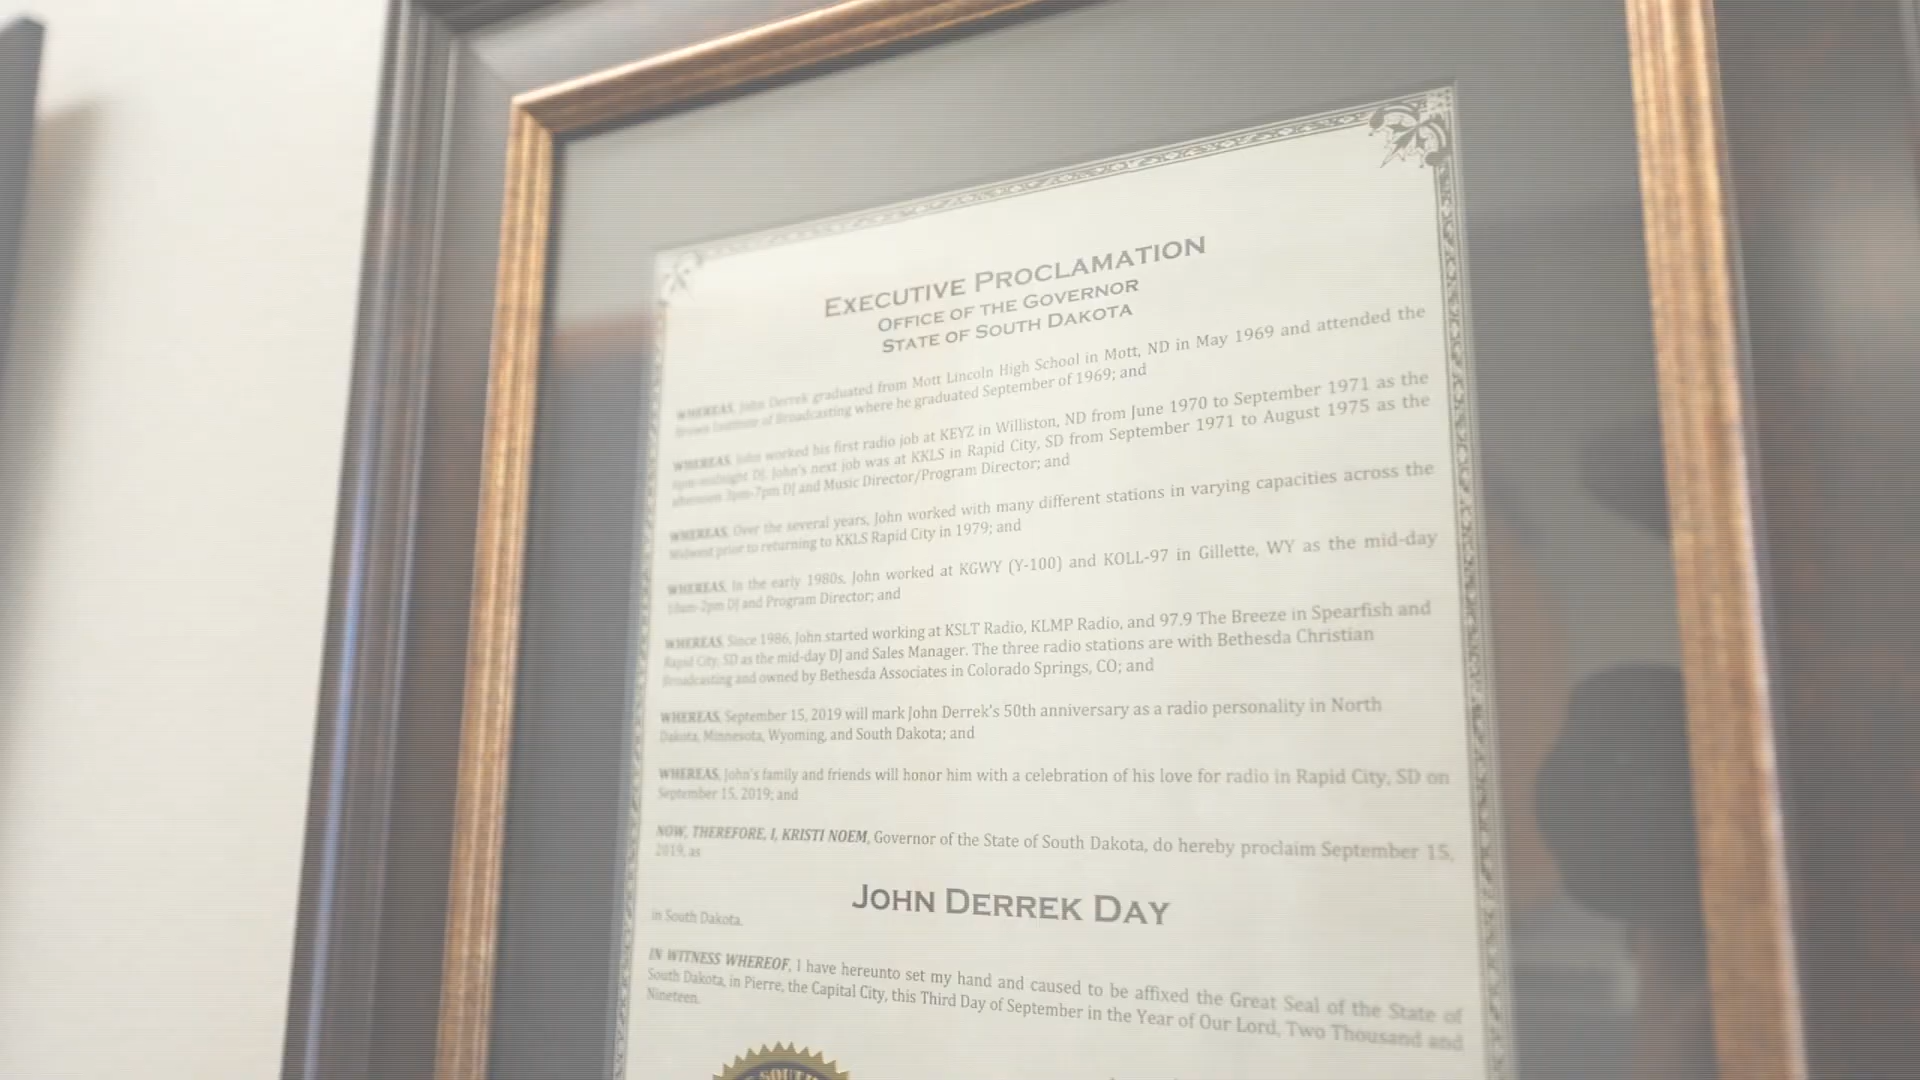 EXECUTIVE PROCLAMATION
OFFICE OF THE GOVERNOR
STATE OF SOUTH DAKOTA
WHEREAS, John Derrek graduated from Mott Lincoln High School in Mott, ND in May 1969 and attended the
Brown Institute of Broadcasting where he graduated September of 1969; and
WHEREAS, John worked his first radio job at KEYZ in Williston, ND from June 1970 to September 1971 as the
6pm-midnight DJ. John's next job was at KKLS in Rapid City, SD from September 1971 to August 1975 as the
afternoon 3pm-7pm DJ and Music Director/Program Director; and
WHEREAS, Over the several years, John worked with many different stations in varying capacities across the
Midwest prior to returning to KKLS Rapid City in 1979; and
WHEREAS, In the early 1980s, John worked at KGWY (Y-100) and KOLL-97 in Gillette, WY as the mid-day
10am-2pm DJ and Program Director; and
WHEREAS, Since 1986, John started working at KSLT Radio, KLMP Radio, and 97.9 The Breeze in Spearfish and
Rapid City, SD as the mid-day DJ and Sales Manager. The three radio stations are with Bethesda Christian
Broadcasting and owned by Bethesda Associates in Colorado Springs, CO; and
WHEREAS, September 15, 2019 will mark John Derrek's 50th anniversary as a radio personality in North
Dakota, Minnesota, Wyoming, and South Dakota; and
WHEREAS, John's family and friends will honor him with a celebration of his love for radio in Rapid City, SD on
September 15, 2019; and
NOW, THEREFORE, I, KRISTI NOEM, Governor of the State of South Dakota, do hereby proclaim September 15,
2019, as
JOHN DERREK DAY
in South Dakota.
IN WITNESS WHEREOF, I have hereunto set my hand and caused to be affixed the Great Seal of the State of
South Dakota, in Pierre, the Capital City, this Third Day of September in the Year of Our Lord, Two Thousand and
Nineteen.
SOUTH